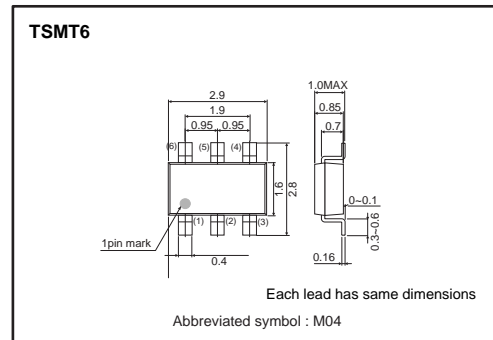 TSMT6
1.0MAX
2.9
1.9
0.85
0.95 0.95
0.7
(6) (5) (4)
1.6
2.8
0~0.1
0.3~0.6
(1) (2) (3)
1pin mark
0.4
0.16
Each lead has same dimensions
Abbreviated symbol : M04